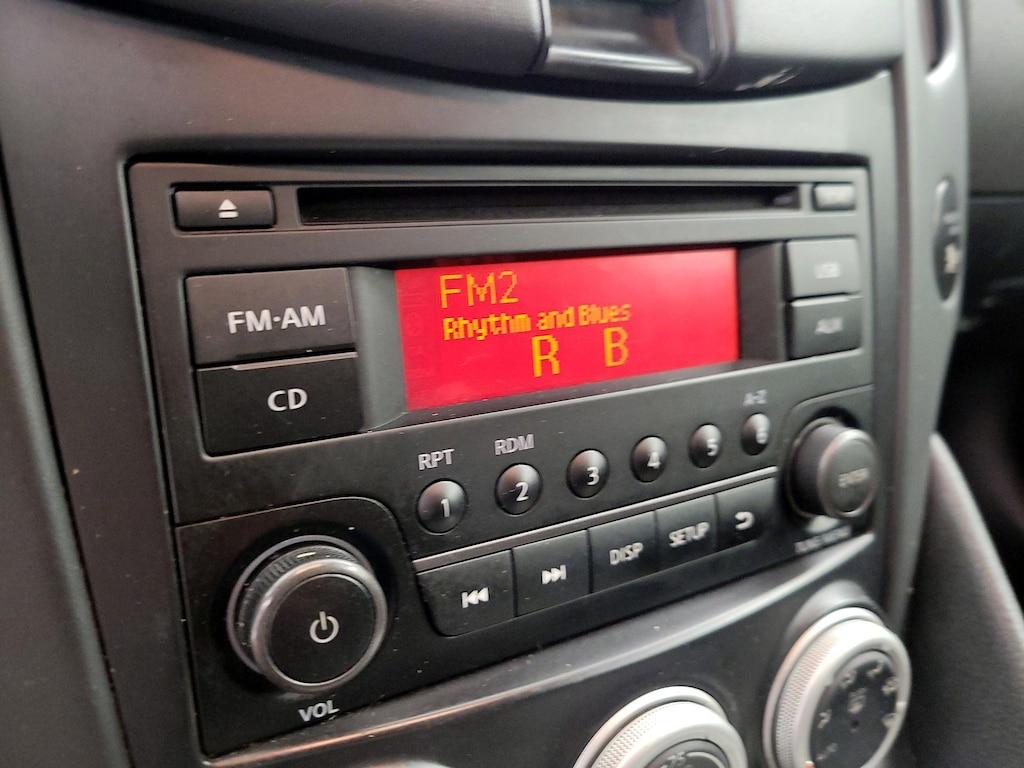 FM-AM
CD
FM2
Rhythm and Blues
R B
USB
AUX
RPT
RDM
A-Z
1
2
3
4
5
6
DISP
SETUP
ENTER
VOL